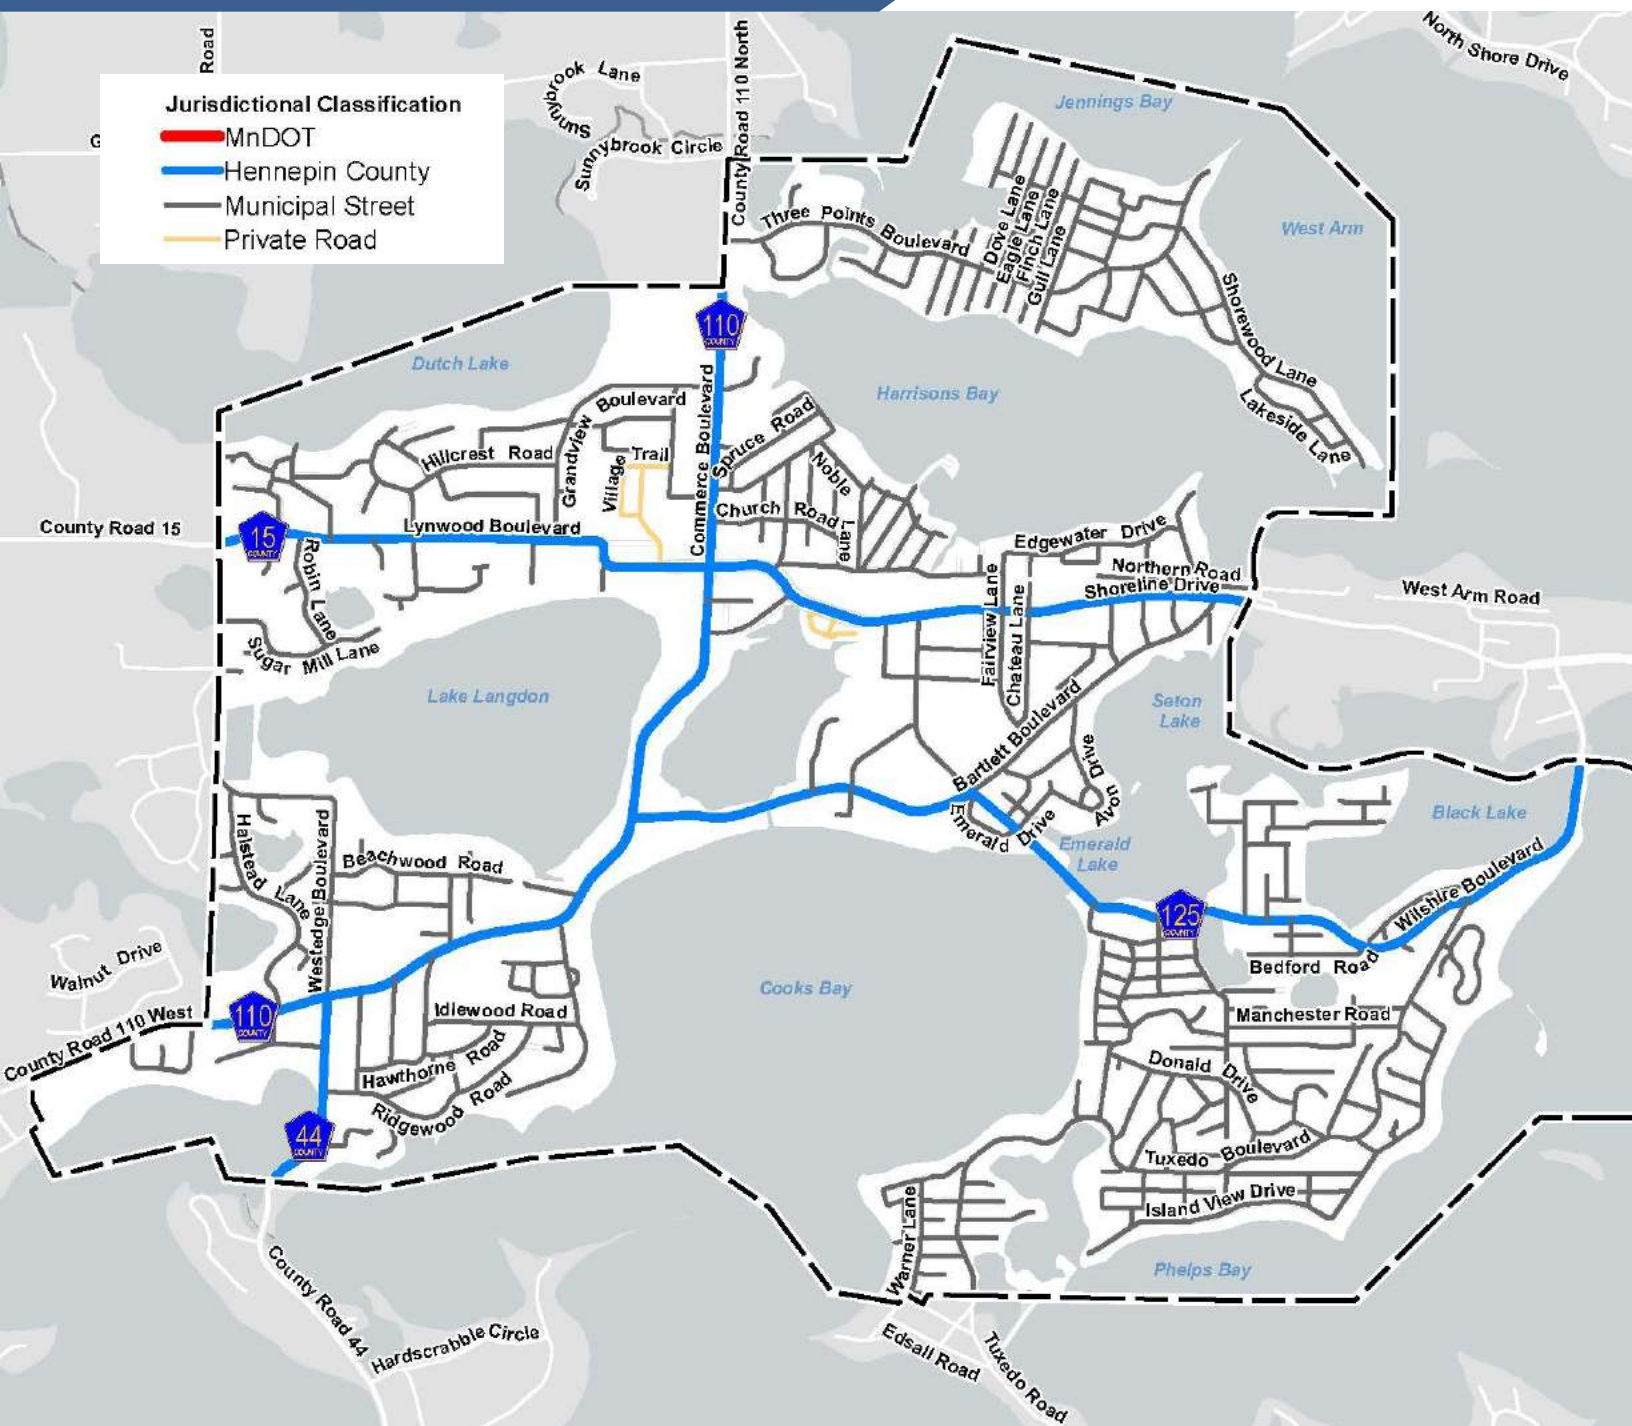 North Shore Drive
Road
Sunnybrook Lane
Sunnybrook Circle
County Road 110 North
Jennings Bay
Jurisdictional Classification
MnDOT
Hennepin County
Municipal Street
Private Road
G
Three Points Boulevard
Dove Lane
Eagle Lane
Finch Lane
Gull Lane
West Arm
Shorewood Lane
Lakeside Lane
110
COUNTY
Dutch Lake
Harrisons Bay
Grandview Boulevard
Commerce Boulevard
Spruce Road
Hillcrest Road
Village Trail
Noble Lane
Church Road
County Road 15
15
COUNTY
Lynwood Boulevard
Edgewater Drive
Northern Road
Shoreline Drive
West Arm Road
Robin Lane
Sugar Mill Lane
Fairview Lane
Chateau Lane
Lake Langdon
Seton
Lake
Bartlett Boulevard
Avon Drive
Emerald Drive
Emerald
Lake
Black Lake
Halstead Lane
Westedge Boulevard
Beachwood Road
125
COUNTY
Wilshire Boulevard
Bedford Road
Walnut Drive
Cooks Bay
County Road 110 West
110
COUNTY
Idlewood Road
Manchester Road
Hawthorne Road
Ridgewood Road
Donald Drive
44
COUNTY
Tuxedo Boulevard
Island View Drive
Warner Lane
Phelps Bay
County Road 44
Hardscrabble Circle
Edsall Road
Tuxedo Road